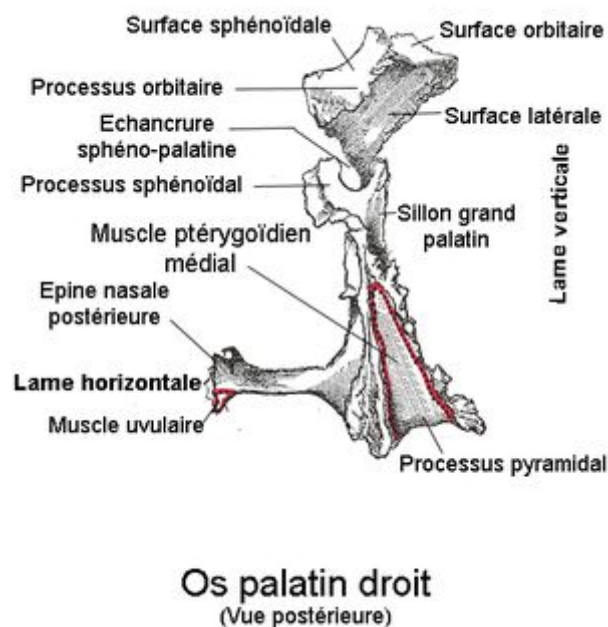 Surface sphénoïdale
Surface orbitaire
Processus orbitaire
Echancrure
sphéno-palatine
Surface latérale
Processus sphénoïdal
Sillon grand
palatin
Lame verticale
Muscle ptérygoïdien
médial
Epine nasale
postérieure
Lame horizontale
Muscle uvulaire
Processus pyramidal
Os palatin droit
(Vue postérieure)